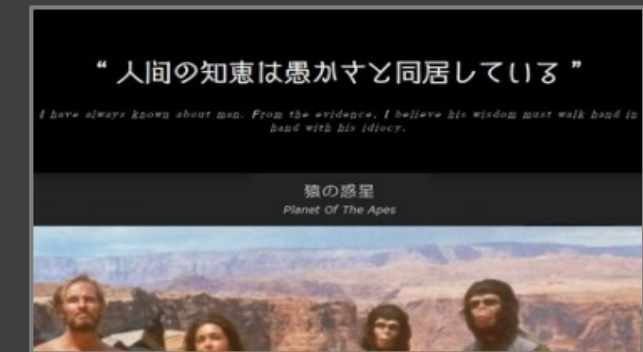 “ 人間の知恵は愚かさと同居している ”
I have always known about man. From the evidence, I believe his wisdom must walk hand in
hand with his idiocy.
猿の惑星
Planet Of The Apes